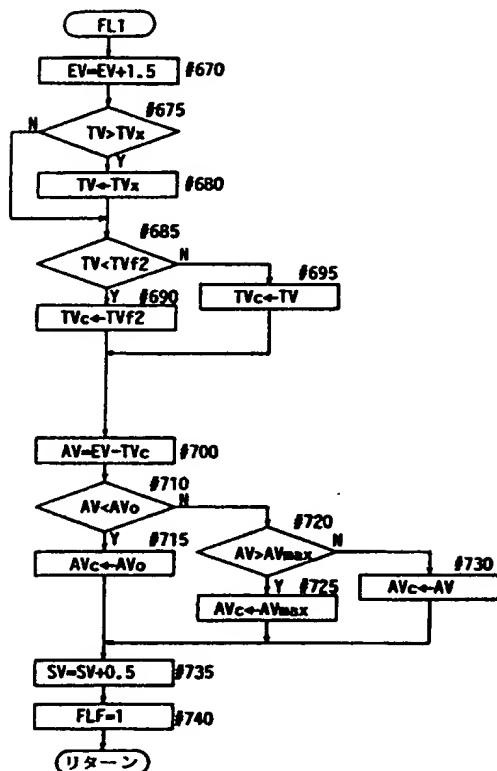 FLT
EV=EV+1.5 #670
#675
N TV>TVx
Y
TV←TVx #680
#685
TV<TVf2 N
Y #690
#695
TVc←TVf2
TVc←TV
AV=EV-TVc #700
#710
AV<AVo N
Y #715
AVc←AVo
#720
AV>AVmax N
Y #725
AVc←AVmax
#730
AVc←AV
SV=SV+0.5 #735
FLF=1 #740
リターン